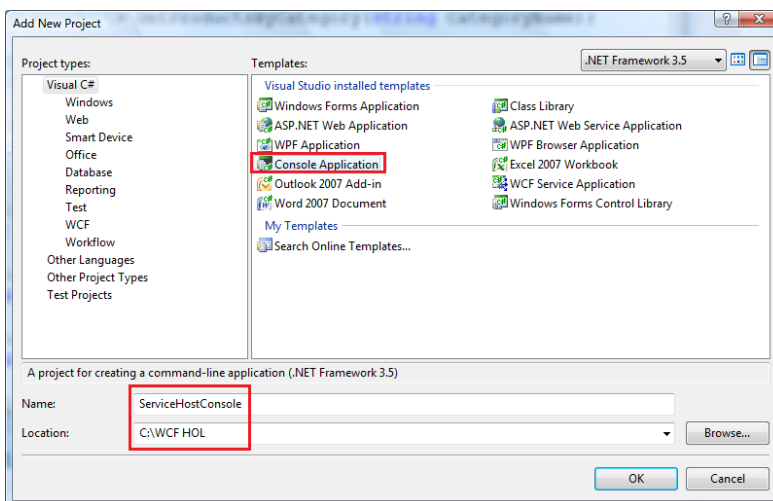 Add New Project
Project types:
Templates:
.NET Framework 3.5
Visual C#
Windows
Web
Smart Device
Office
Database
Reporting
Test
WCF
Workflow
Other Languages
Other Project Types
Test Projects
Visual Studio installed templates
Windows Forms Application
Class Library
ASP.NET Web Application
ASP.NET Web Service Application
WPF Application
WPF Browser Application
Console Application
Excel 2007 Workbook
Outlook 2007 Add-in
WCF Service Application
Word 2007 Document
Windows Forms Control Library
My Templates
Search Online Templates...
A project for creating a command-line application (.NET Framework 3.5)
Name: ServiceHostConsole
Location: C:\WCF HOL
Browse...
OK Cancel